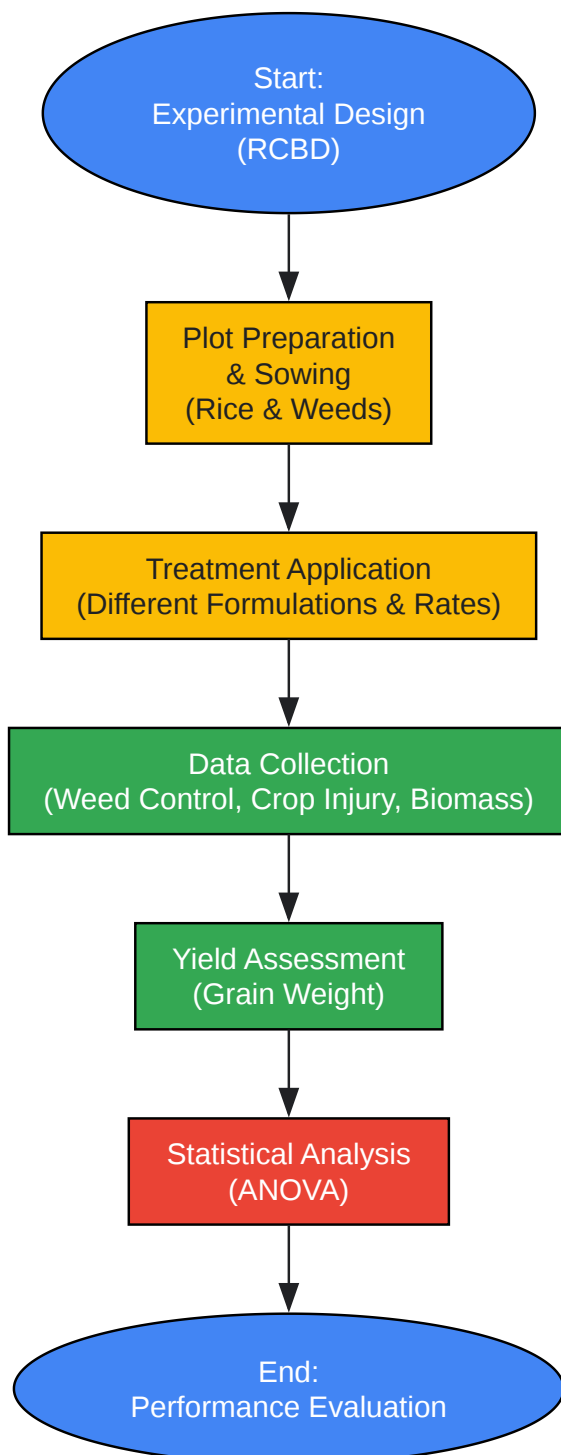 Start:
Experimental Design
(RCBD)
Plot Preparation
& Sowing
(Rice & Weeds)
Treatment Application
(Different Formulations & Rates)
Data Collection
(Weed Control, Crop Injury, Biomass)
Yield Assessment
(Grain Weight)
Statistical Analysis
(ANOVA)
End:
Performance Evaluation